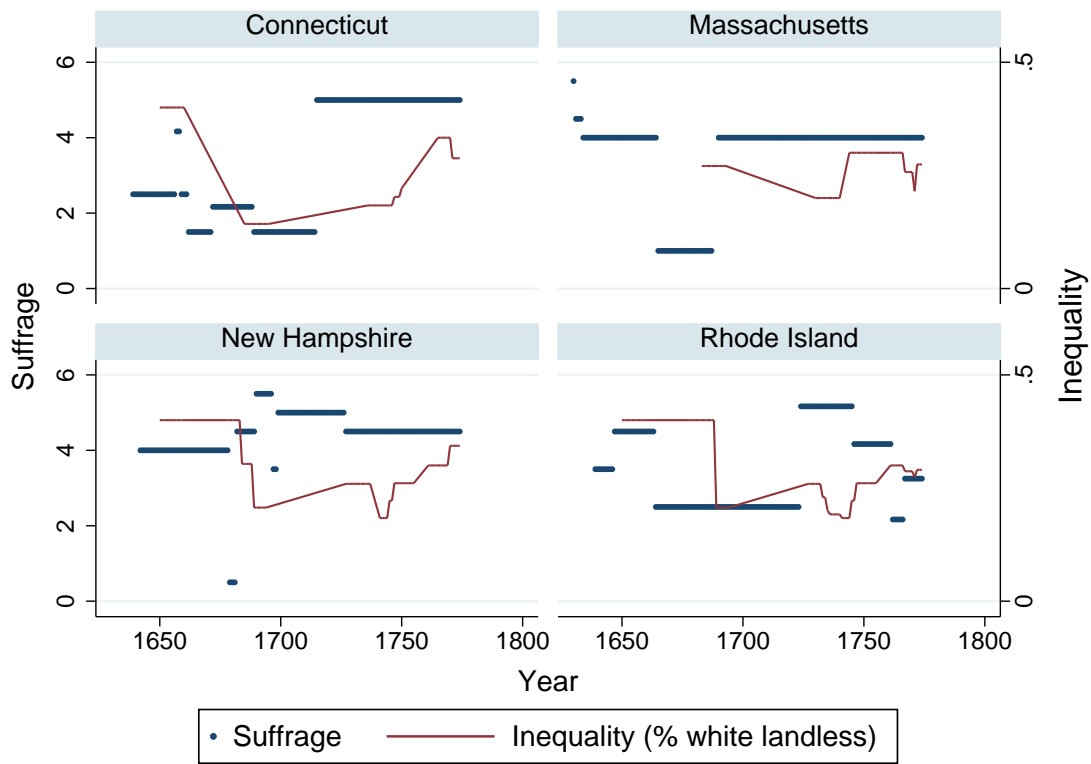 Connecticut Massachusetts
6 .5
4
2
0 0
New Hampshire Rhode Island
6 .5
4
2
0 0
Suffrage
Inequality
1650 1700 1750 1800 1650 1700 1750 1800
Year
Suffrage Inequality (% white landless)